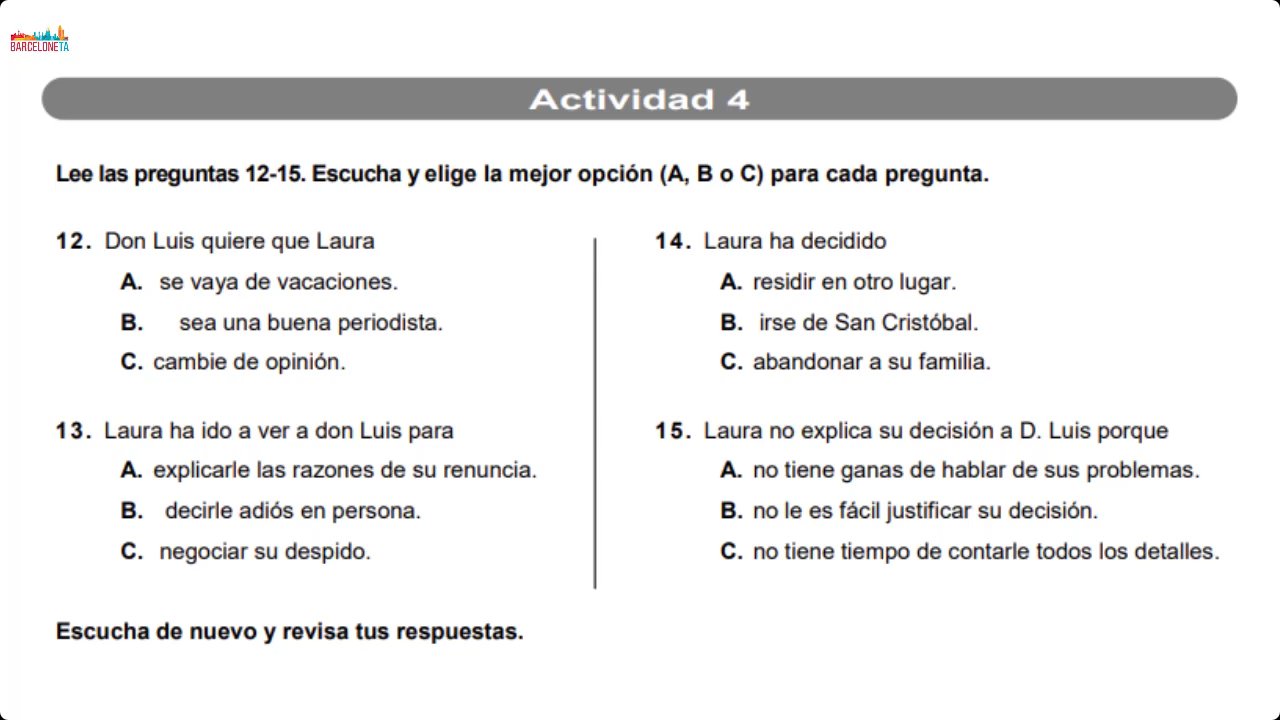 BARCELONETA
Actividad 4
Lee las preguntas 12-15. Escucha y elige la mejor opción (A, B o C) para cada pregunta.
12. Don Luis quiere que Laura
A. se vaya de vacaciones.
B. sea una buena periodista.
C. cambie de opinión.
13. Laura ha ido a ver a don Luis para
A. explicarle las razones de su renuncia.
B. decirle adiós en persona.
C. negociar su despido.
14. Laura ha decidido
A. residir en otro lugar.
B. irse de San Cristóbal.
C. abandonar a su familia.
15. Laura no explica su decisión a D. Luis porque
A. no tiene ganas de hablar de sus problemas.
B. no le es fácil justificar su decisión.
C. no tiene tiempo de contarle todos los detalles.
Escucha de nuevo y revisa tus respuestas.